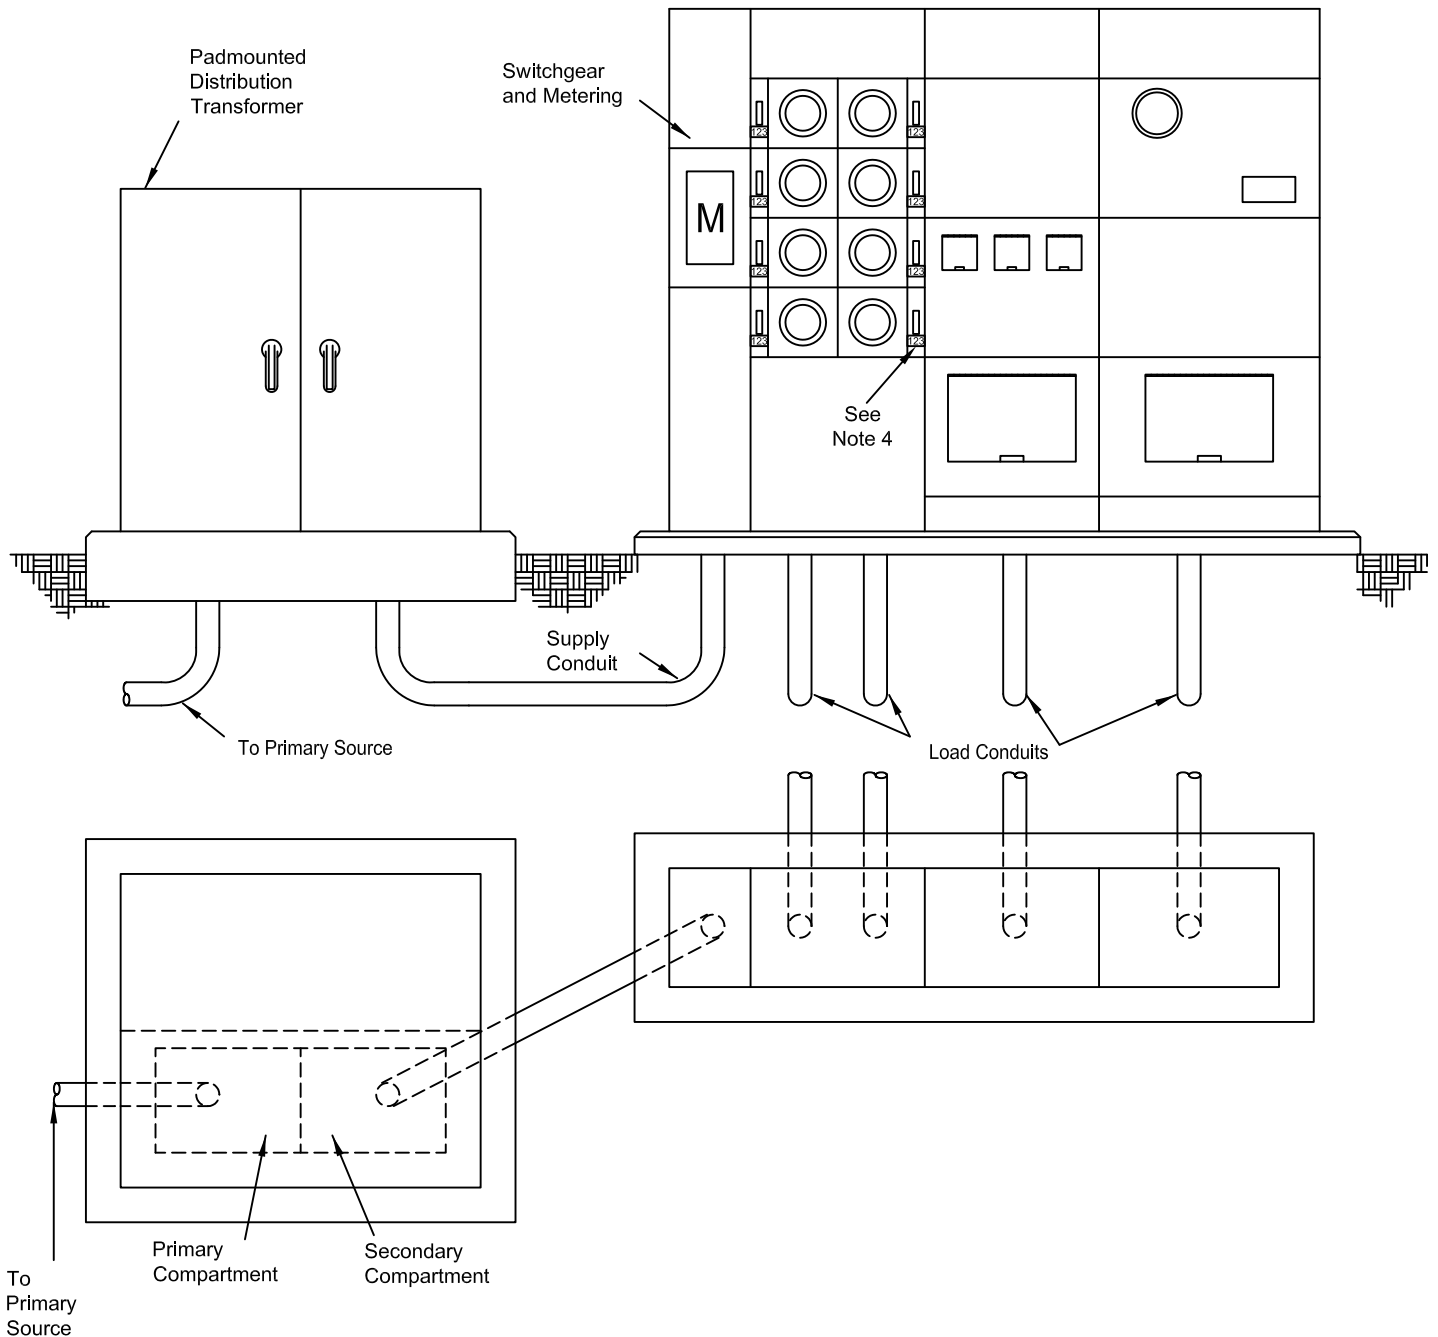 Padmounted
Distribution
Transformer
Switchgear
and Metering
123
123
123
123
M
123
123
123
123
See
Note 4
Supply
Conduit
To Primary Source
Load Conduits
Primary
Compartment
Secondary
Compartment
To
Primary
Source